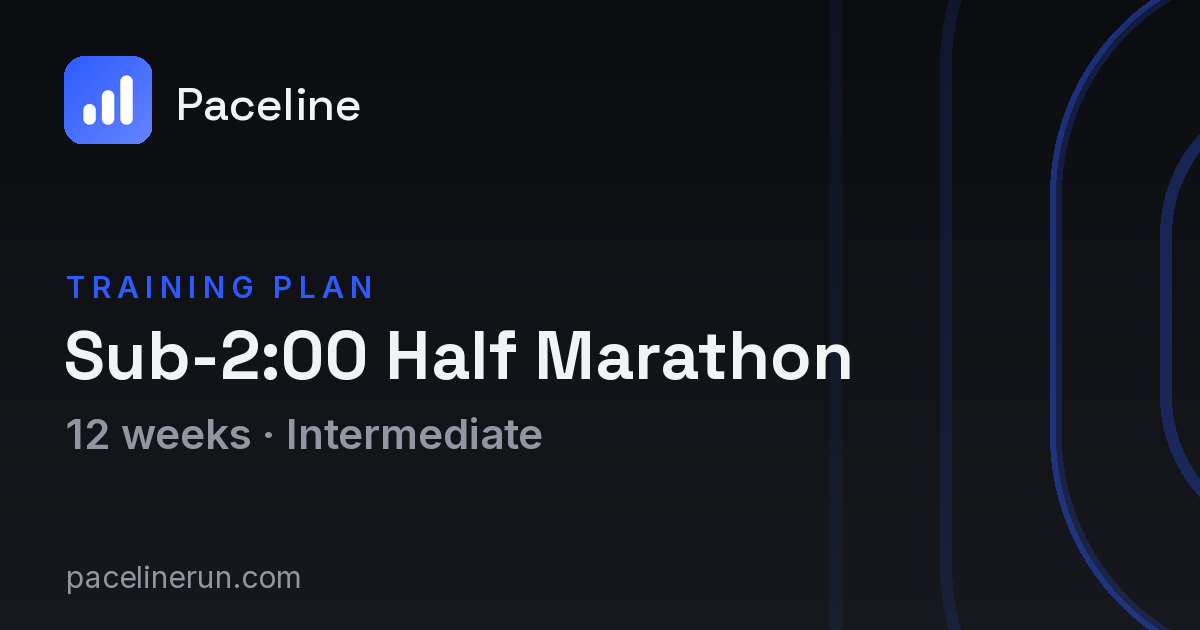 Paceline
TRAINING PLAN
Sub-2:00 Half Marathon
12 weeks · Intermediate
pacelinerun.com